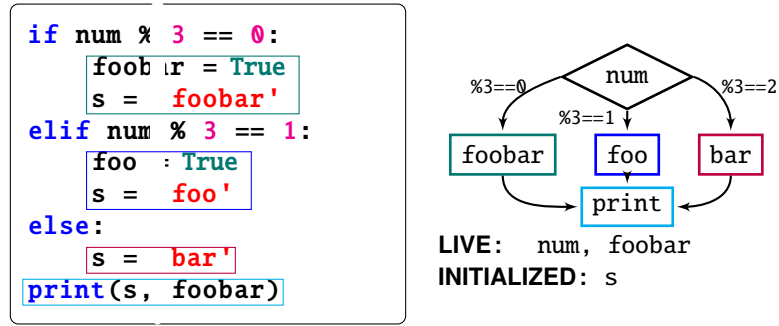 if num % 3 == 0:
foobar = True
s = foobar'
elif num % 3 == 1:
foo = True
s = foo'
else:
s = bar'
print(s, foobar)
num
%3==0
%3==1
%3==2
foobar
foo
bar
print
LIVE: num, foobar
INITIALIZED: s